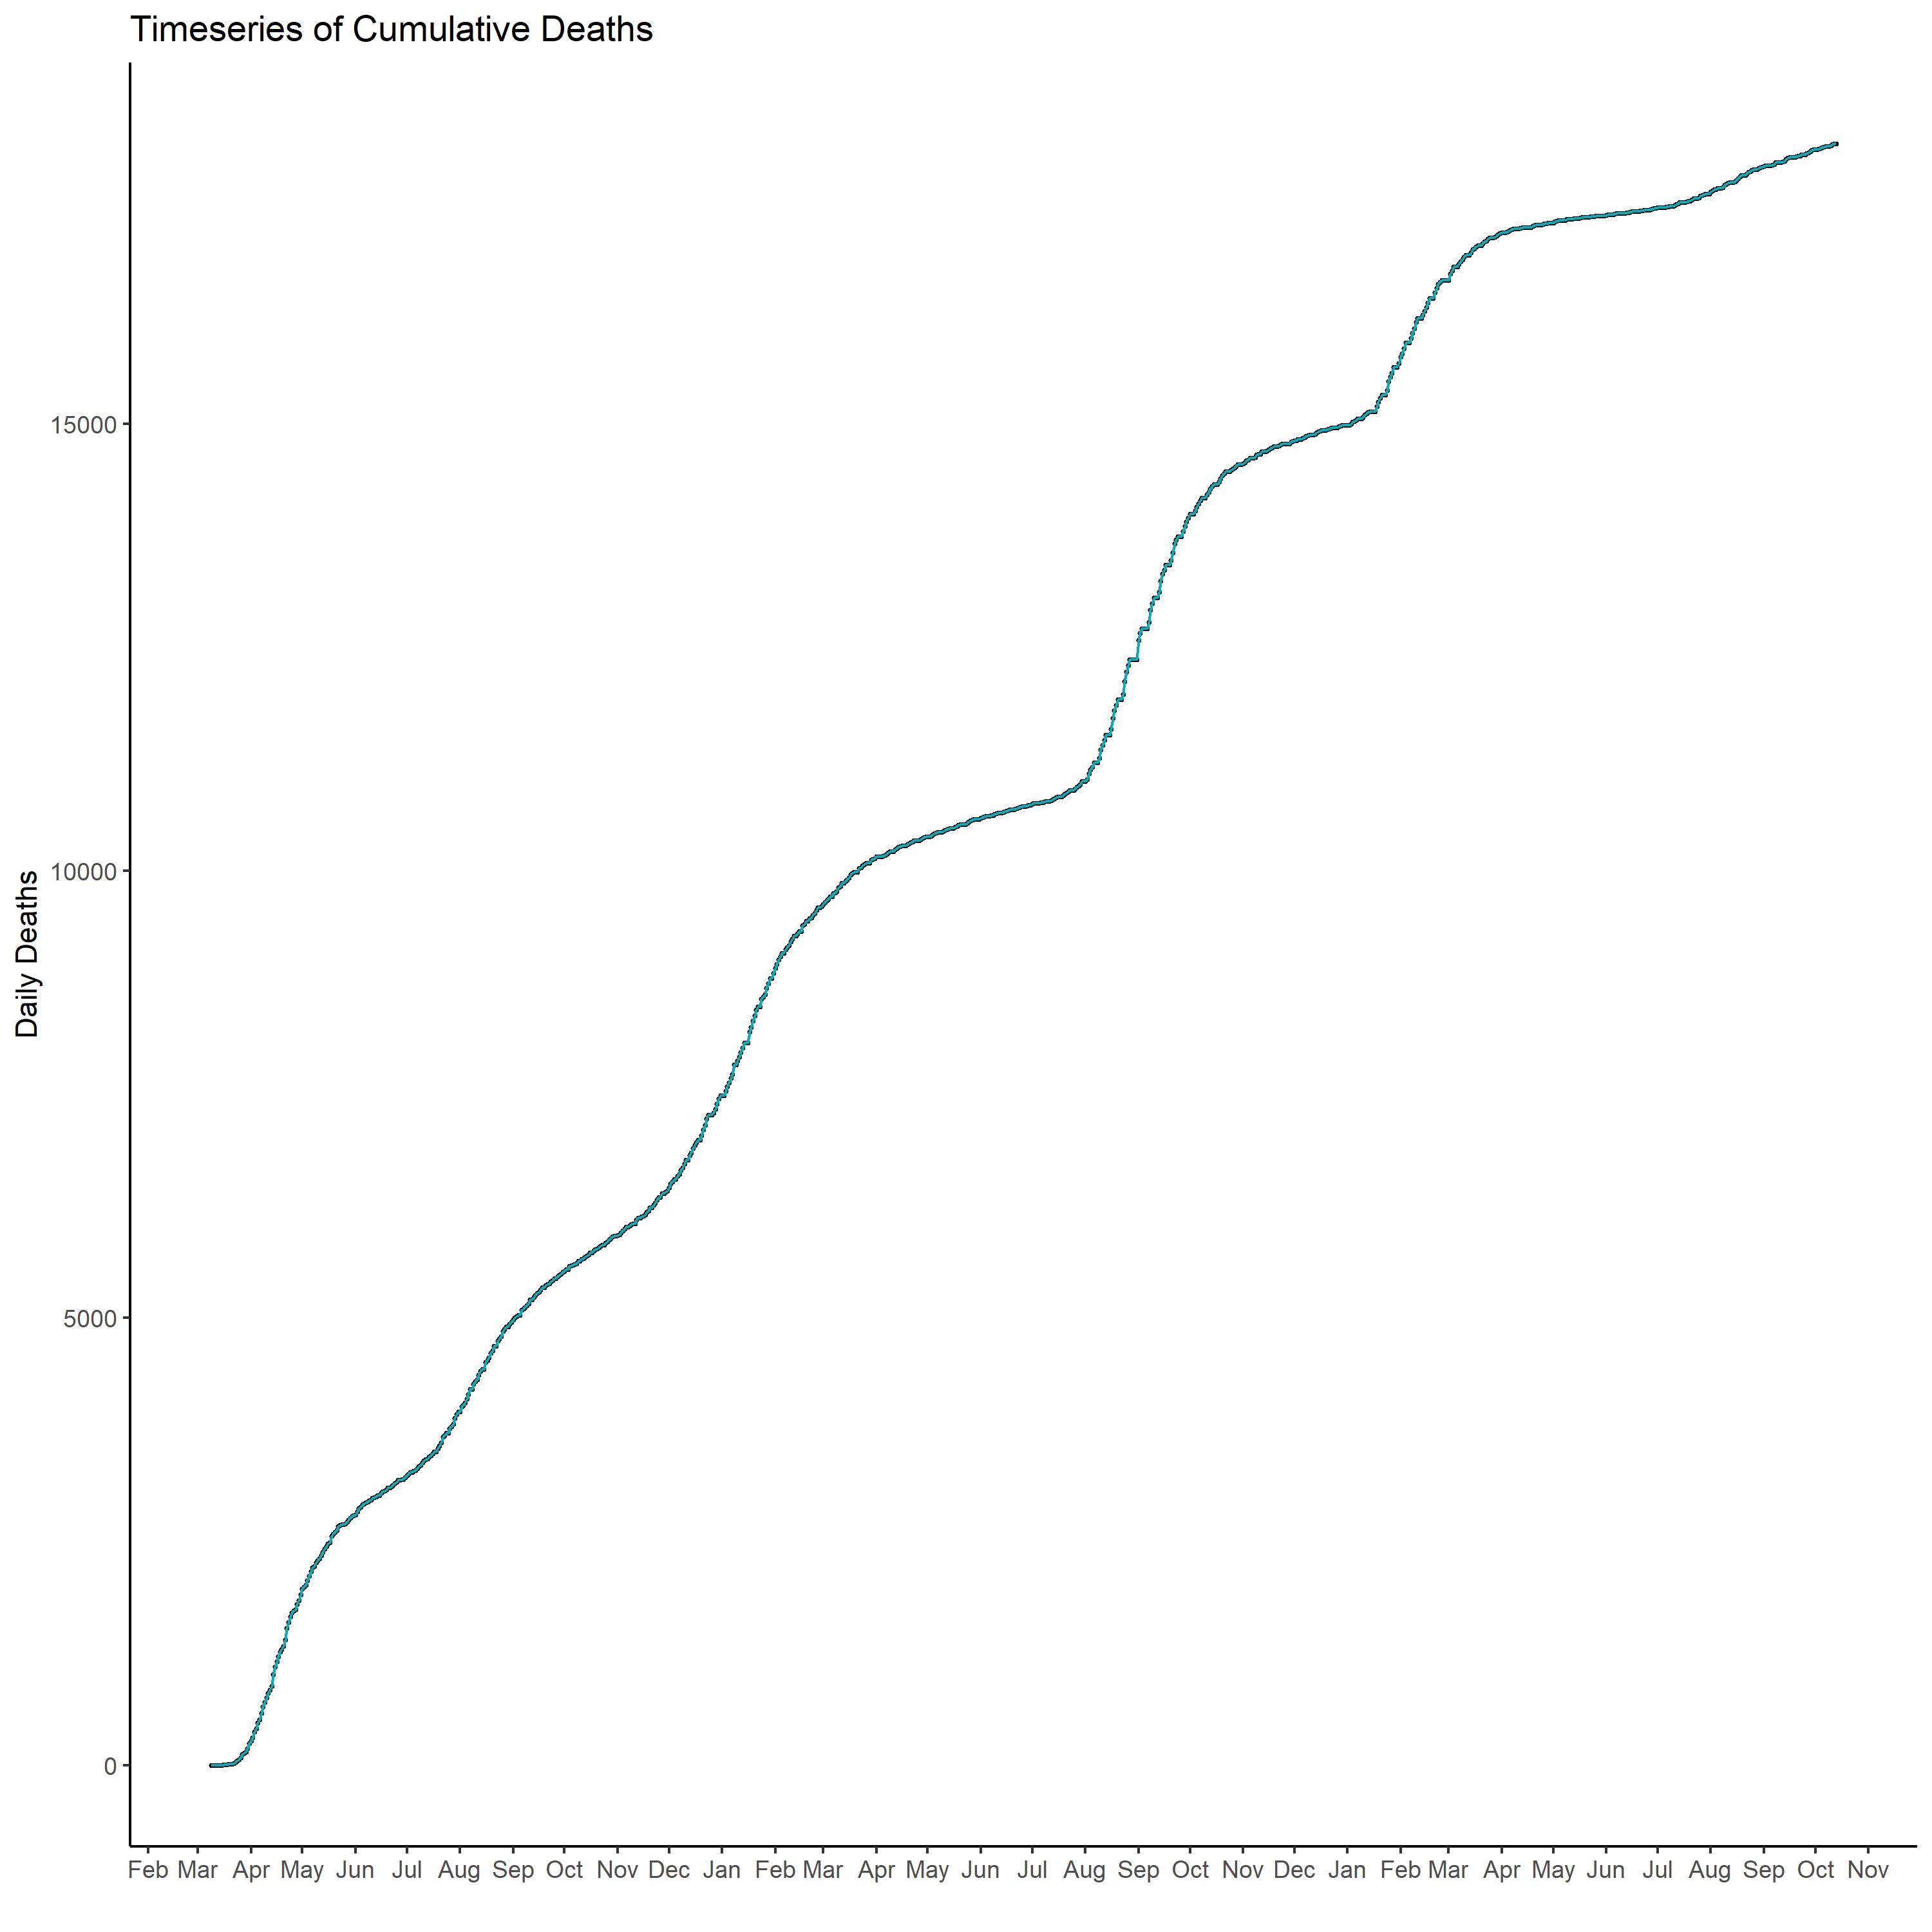 Timeseries of Cumulative Deaths
15000
10000
5000
0
Daily Deaths
Feb Mar Apr May Jun Jul Aug Sep Oct Nov Dec Jan Feb Mar Apr May Jun Jul Aug Sep Oct Nov Dec Jan Feb Mar Apr May Jun Jul Aug Sep Oct Nov